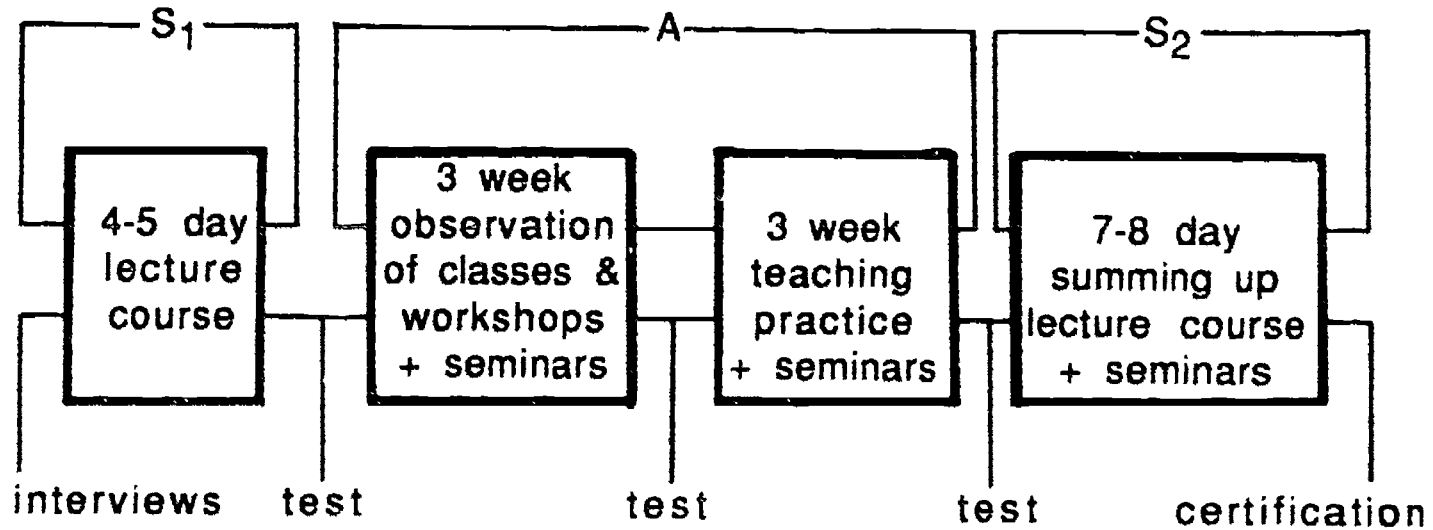 S1
A
S2
4-5 day
lecture
course
3 week
observation
of classes &
workshops
+ seminars
3 week
teaching
practice
+ seminars
7-8 day
summing up
lecture course
+ seminars
interviews
test
test
test
certification